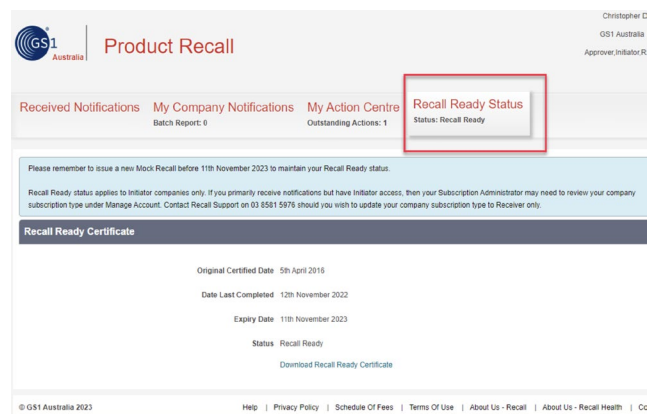 Christopher D
GS1 Australia
Approver,Initiator,R
GS1
Australia
Product Recall
Received Notifications
My Company Notifications
Batch Report: 0
My Action Centre
Outstanding Actions: 1
Recall Ready Status
Status: Recall Ready
Please remember to issue a new Mock Recall before 11th November 2023 to maintain your Recall Ready status.
Recall Ready status applies to Initiator companies only. If you primarily receive notifications but have Initiator access, then your Subscription Administrator may need to review your company
subscription type under Manage Account. Contact Recall Support on 03 8581 5976 should you wish to update your company subscription type to Receiver only.
Recall Ready Certificate
Original Certified Date 5th April 2016
Date Last Completed 12th November 2022
Expiry Date 11th November 2023
Status Recall Ready
Download Recall Ready Certificate
© GS1 Australia 2023 Help | Privacy Policy | Schedule Of Fees | Terms Of Use | About Us - Recall | About Us - Recall Health | Co